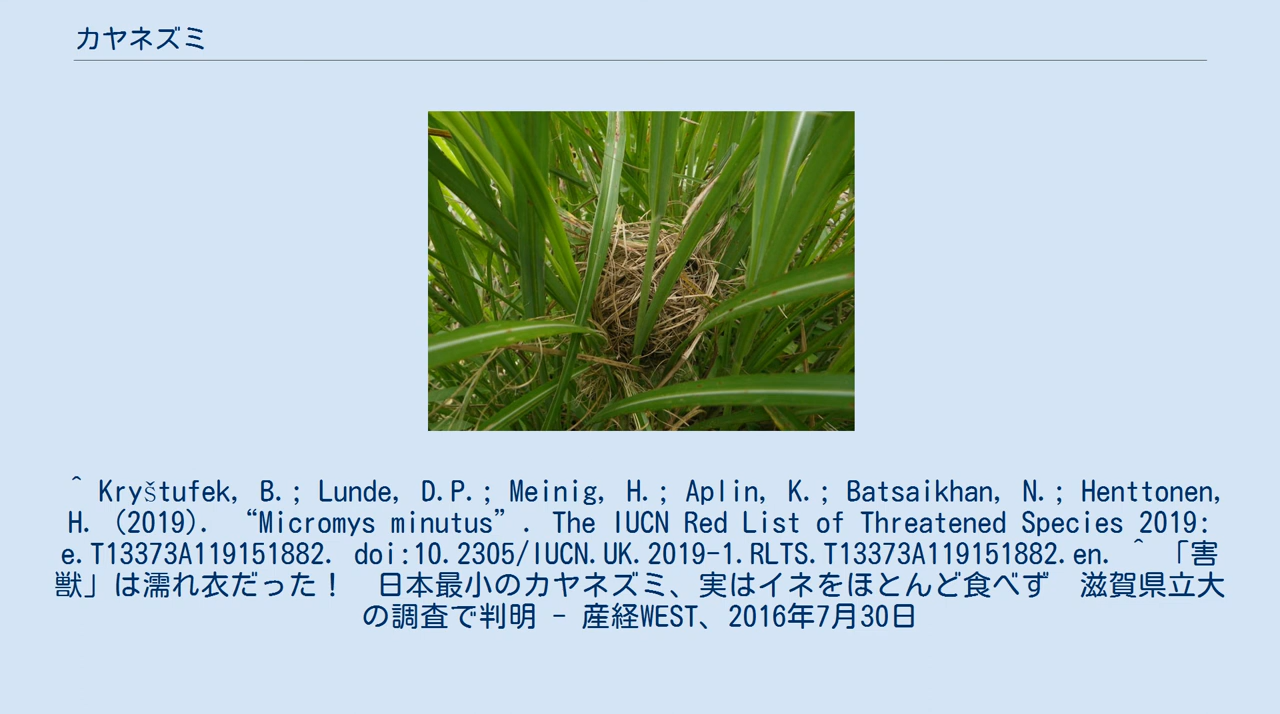 カヤネズミ
^ Kryštufek, B.; Lunde, D.P.; Meinig, H.; Aplin, K.; Batsaikhan, N.; Henttonen,
H. (2019). “Micromys minutus”. The IUCN Red List of Threatened Species 2019:
e.T13373A119151882. doi:10.2305/IUCN.UK.2019-1.RLTS.T13373A119151882.en. ^ 「害
獣」は濡れ衣だった！　日本最小のカヤネズミ、実はイネをほとんど食べず　滋賀県立大
の調査で判明 - 産経WEST、2016年7月30日